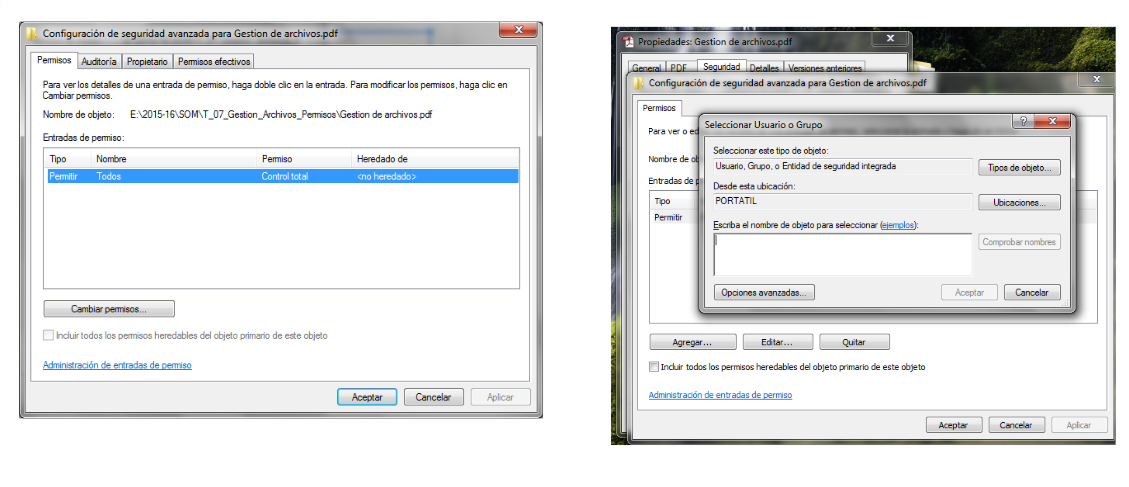 Configuración de seguridad avanzada para Gestion de archivos.pdf
Permisos Auditoría Propietario Permisos efectivos
Para ver los detalles de una entrada de permiso, haga doble clic en la entrada. Para modificar los permisos, haga clic en
Cambiar permisos.
Nombre de objeto: E:\2015-16\SOM\T_07_Gestion_Archivos_Permisos\Gestion de archivos.pdf
Entradas de permiso:
Tipo Nombre Permiso Heredado de
Permitir Todos Control total <no heredado>
Cambiar permisos...
Incluir todos los permisos heredables del objeto primario de este objeto
Administración de entradas de permiso
Aceptar Cancelar Aplicar
Propiedades: Gestion de archivos.pdf
General PDF Seguridad Detalles Versiones anteriores
Configuración de seguridad avanzada para Gestion de archivos.pdf
Permisos
Para ver o ed
Nombre de ob
Entradas de p
Tipo
Permitir
Seleccionar Usuario o Grupo
Seleccionar este tipo de objeto:
Usuario, Grupo, o Entidad de seguridad integrada Tipos de objeto...
Desde esta ubicación:
PORTATIL Ubicaciones...
Escriba el nombre de objeto para seleccionar (ejemplos):
Comprobar nombres
Opciones avanzadas... Aceptar Cancelar
Agregar... Editar... Quitar
Incluir todos los permisos heredables del objeto primario de este objeto
Administración de entradas de permiso
Aceptar Cancelar Aplicar